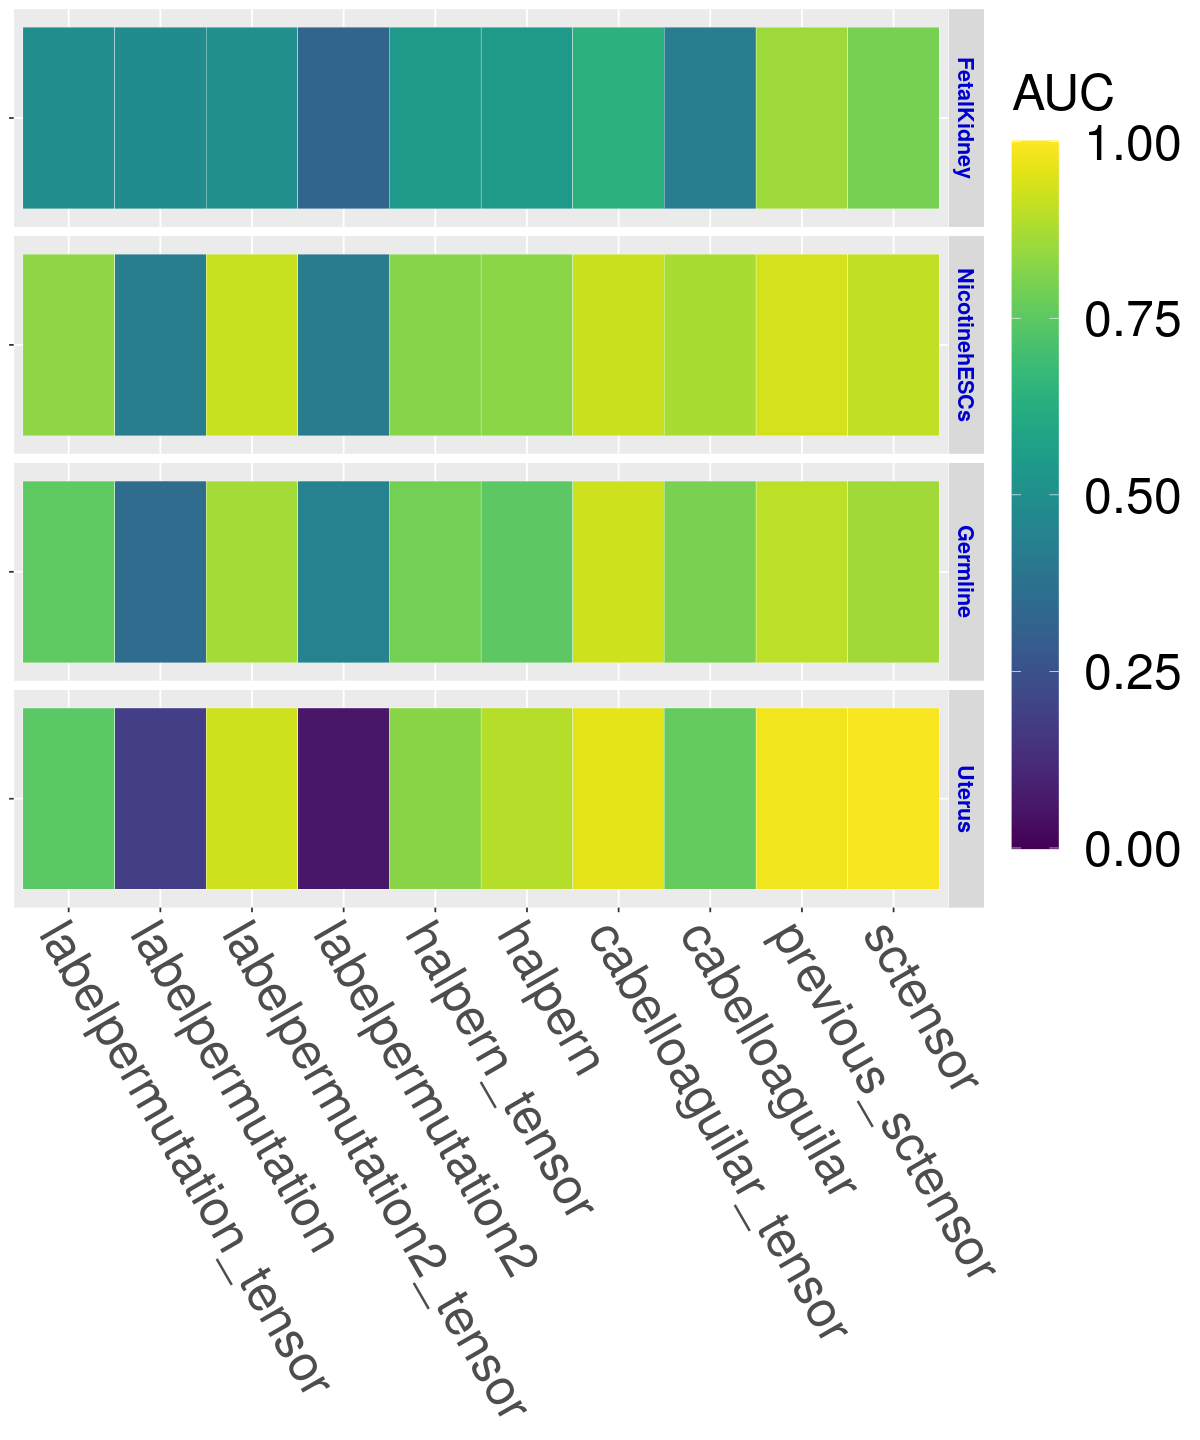 FetalKidney
NicotinehESCs
Germline
Uterus
AUC
1.00
0.75
0.50
0.25
0.00
labelpermutation_tensor
labelpermutation
labelpermutation2_tensor
labelpermutation2
halpern_tensor
halpern
cabelloaguilar_tensor
cabelloaguilar
previous_sctensor
sctensor